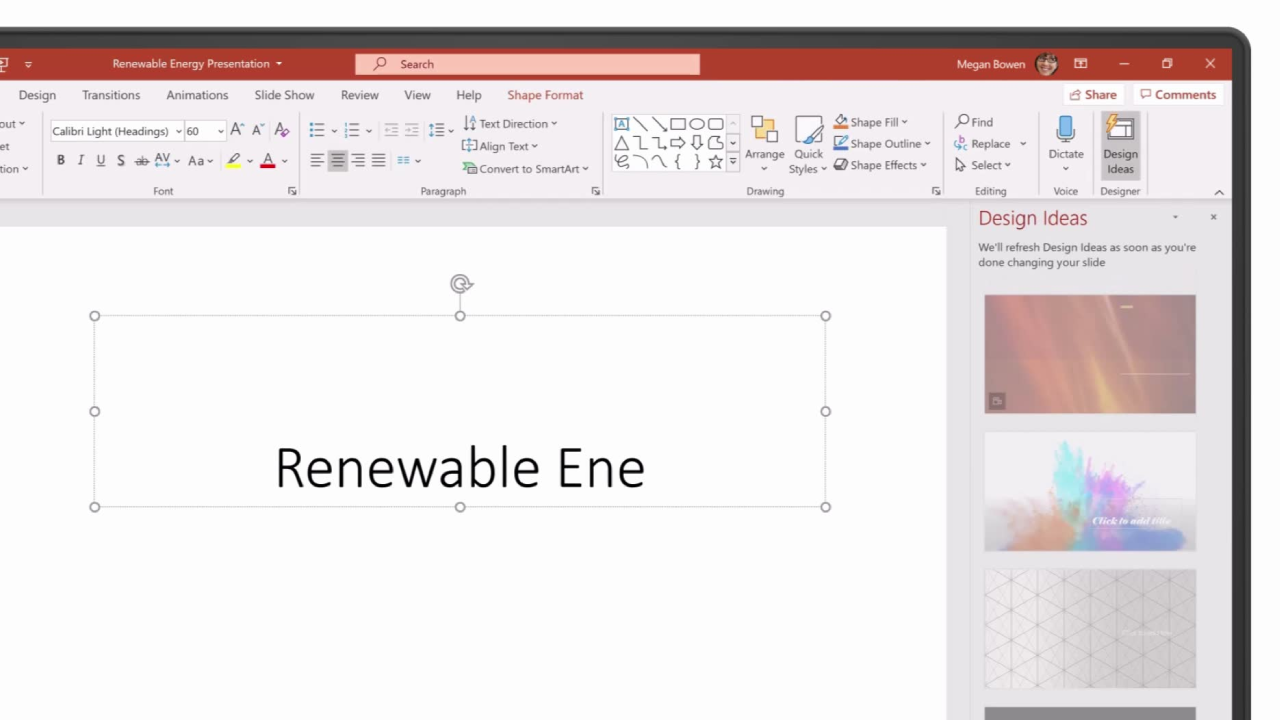 Renewable Energy Presentation
Search
Megan Bowen
Design Transitions Animations Slide Show Review View Help Shape Format
Share Comments
out
et
tion
Calibri Light (Headings) 60
B I U S ab AV Aa A
Font
Text Direction
Align Text
Convert to SmartArt
Paragraph
Arrange
Quick
Styles
Shape Fill
Shape Outline
Shape Effects
Drawing
Find
Replace
Select
Editing
Dictate
Voice
Design
Ideas
Designer
Design Ideas
We'll refresh Design Ideas as soon as you're
done changing your slide
Click to add title
Renewable Ene